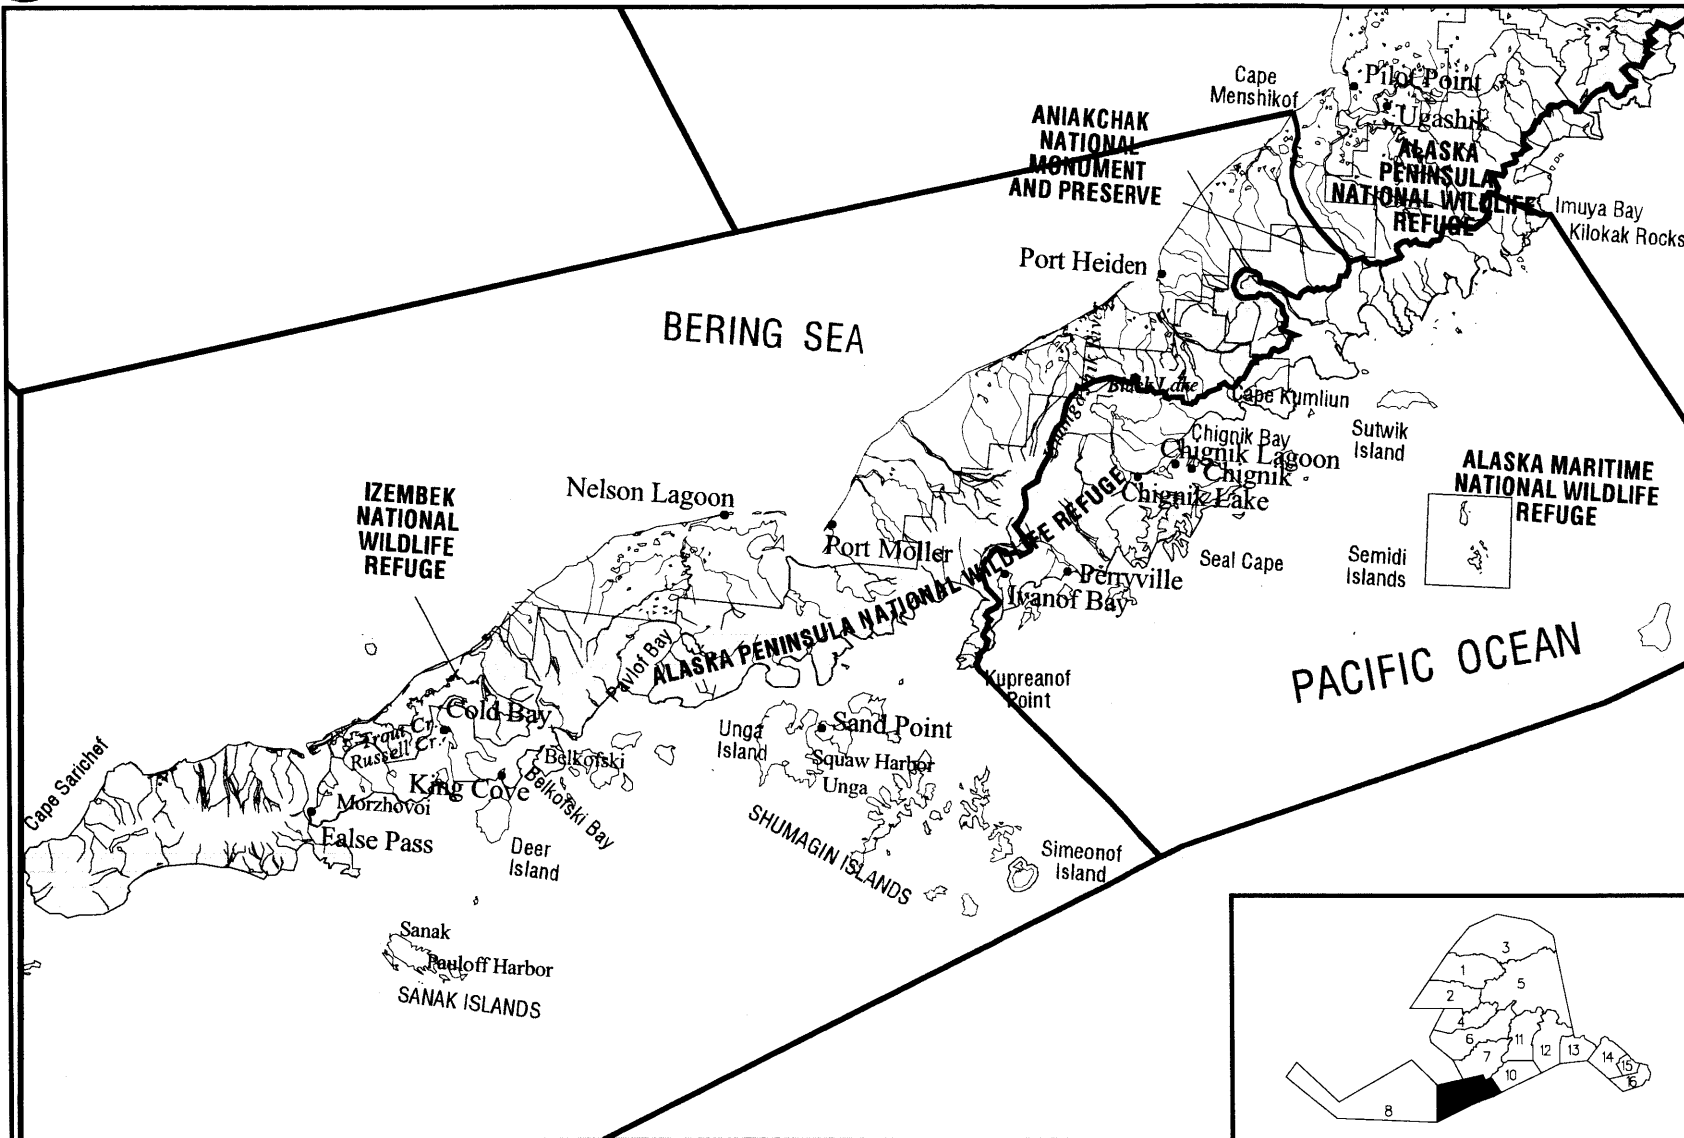 Cape
Menshikof
Pilot Point
Ugashik
ANIAKCHAK
NATIONAL
MONUMENT
AND PRESERVE
ALASKA
PENINSULA
NATIONAL WILDLIFE
REFUGE
Imuya Bay
Kilokak Rocks
Port Heiden
BERING SEA
Black Lake
Cape Kumliun
Sutwik
Island
Chignik Bay
Chignik Lagoon
Chignik
Chignik Lake
ALASKA MARITIME
NATIONAL WILDLIFE
REFUGE
IZEMBEK
NATIONAL
WILDLIFE
REFUGE
Nelson Lagoon
Port Moller
Seal Cape
Semidi
Islands
Perryville
Ivanof Bay
ALASKA PENINSULA NATIONAL WILDLIFE REFUGE
Pavlof Bay
PACIFIC OCEAN
Kupreanof
Point
Cold Bay
Trout Cr.
Russell Cr.
Unga
Island
Sand Point
Squaw Harbor
Unga
Belkofski
Belkofski Bay
King Cove
Morzhovoi
False Pass
Cape Sarichef
Deer
Island
SHUMAGIN ISLANDS
Simeonof
Island
Sanak
Pauloff Harbor
SANAK ISLANDS
3
1
5
2
4
6
11
7
12
13
14
15
16
10
8